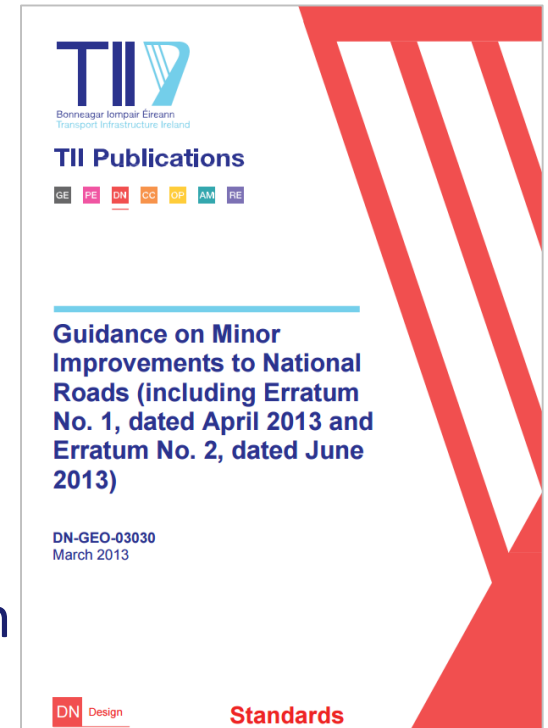 TII
Bonneagar Iompair Éireann
Transport Infrastructure Ireland
TII Publications
GE PE DN CC OP AM RE
Guidance on Minor
Improvements to National
Roads (including Erratum
No. 1, dated April 2013 and
Erratum No. 2, dated June
2013)
DN-GEO-03030
March 2013
n
DN Design
Standards